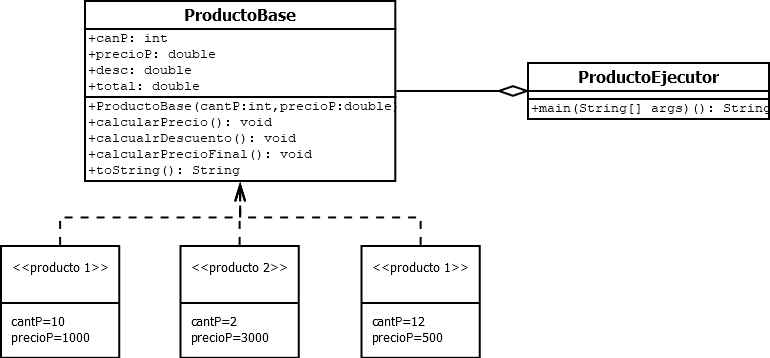 ProductoBase
+canP: int
+precioP: double
+desc: double
+total: double
+ProductoBase(cantP:int,precioP:double)
+calcularPrecio(): void
+calcualrDescuento(): void
+calcularPrecioFinal(): void
+toString(): String
ProductoEjecutor
+main(String[] args)(): String
<<producto 1>>
cantP=10
precioP=1000
<<producto 2>>
cantP=2
precioP=3000
<<producto 1>>
cantP=12
precioP=500